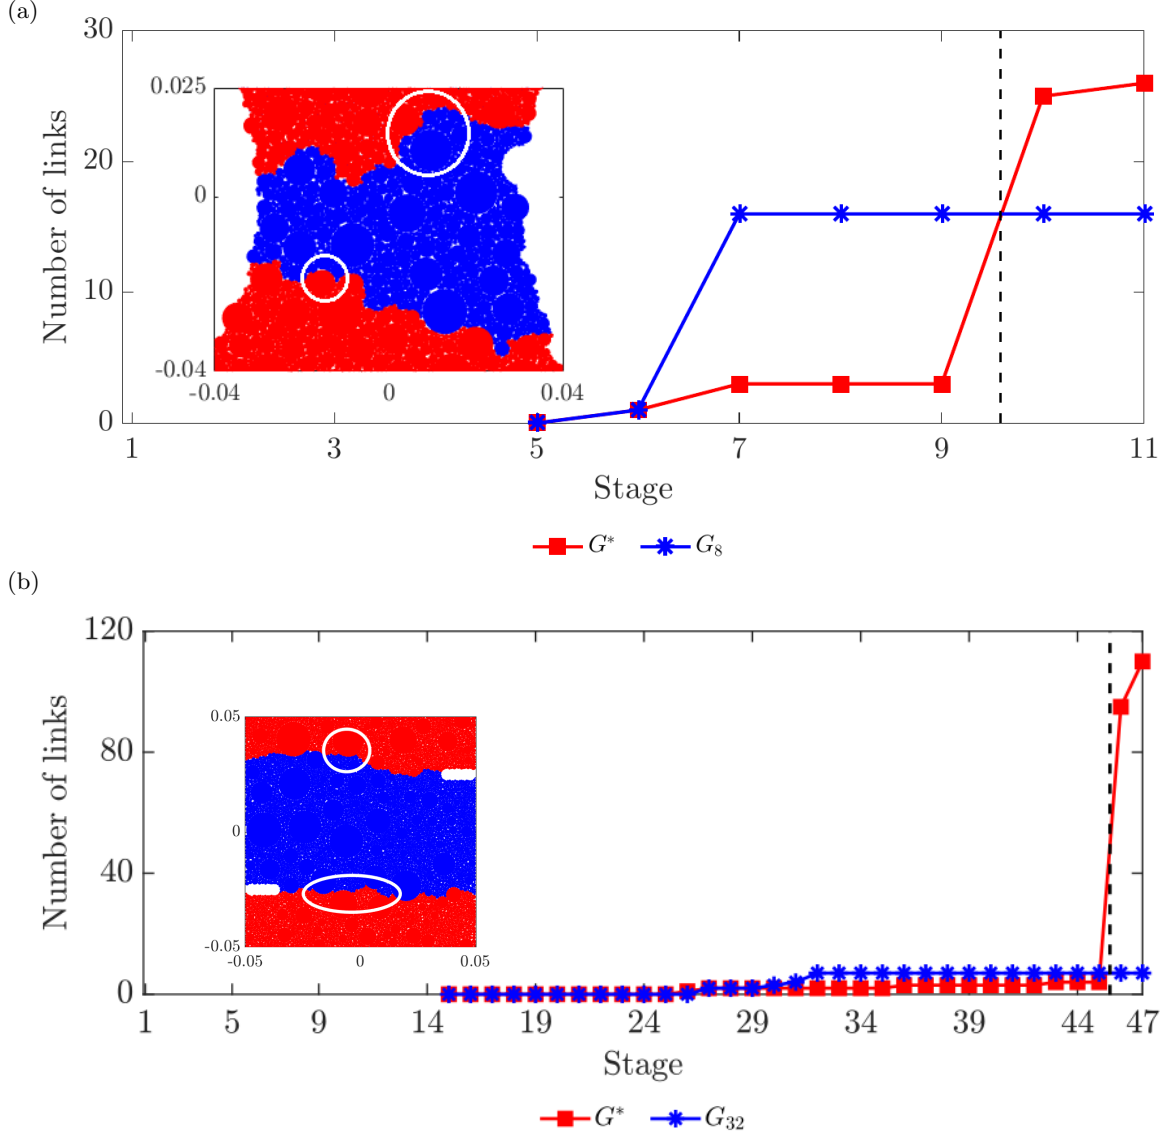 (a)
30
20
10
0
Number of links
0.025
0
-0.04
-0.04 0 0.04
1 3 5 7 9 11
Stage
G* G8
(b)
120
80
40
0
Number of links
0.05
0
-0.05
-0.05 0 0.05
1 5 9 14 19 24 29 34 39 44 47
Stage
G* G32